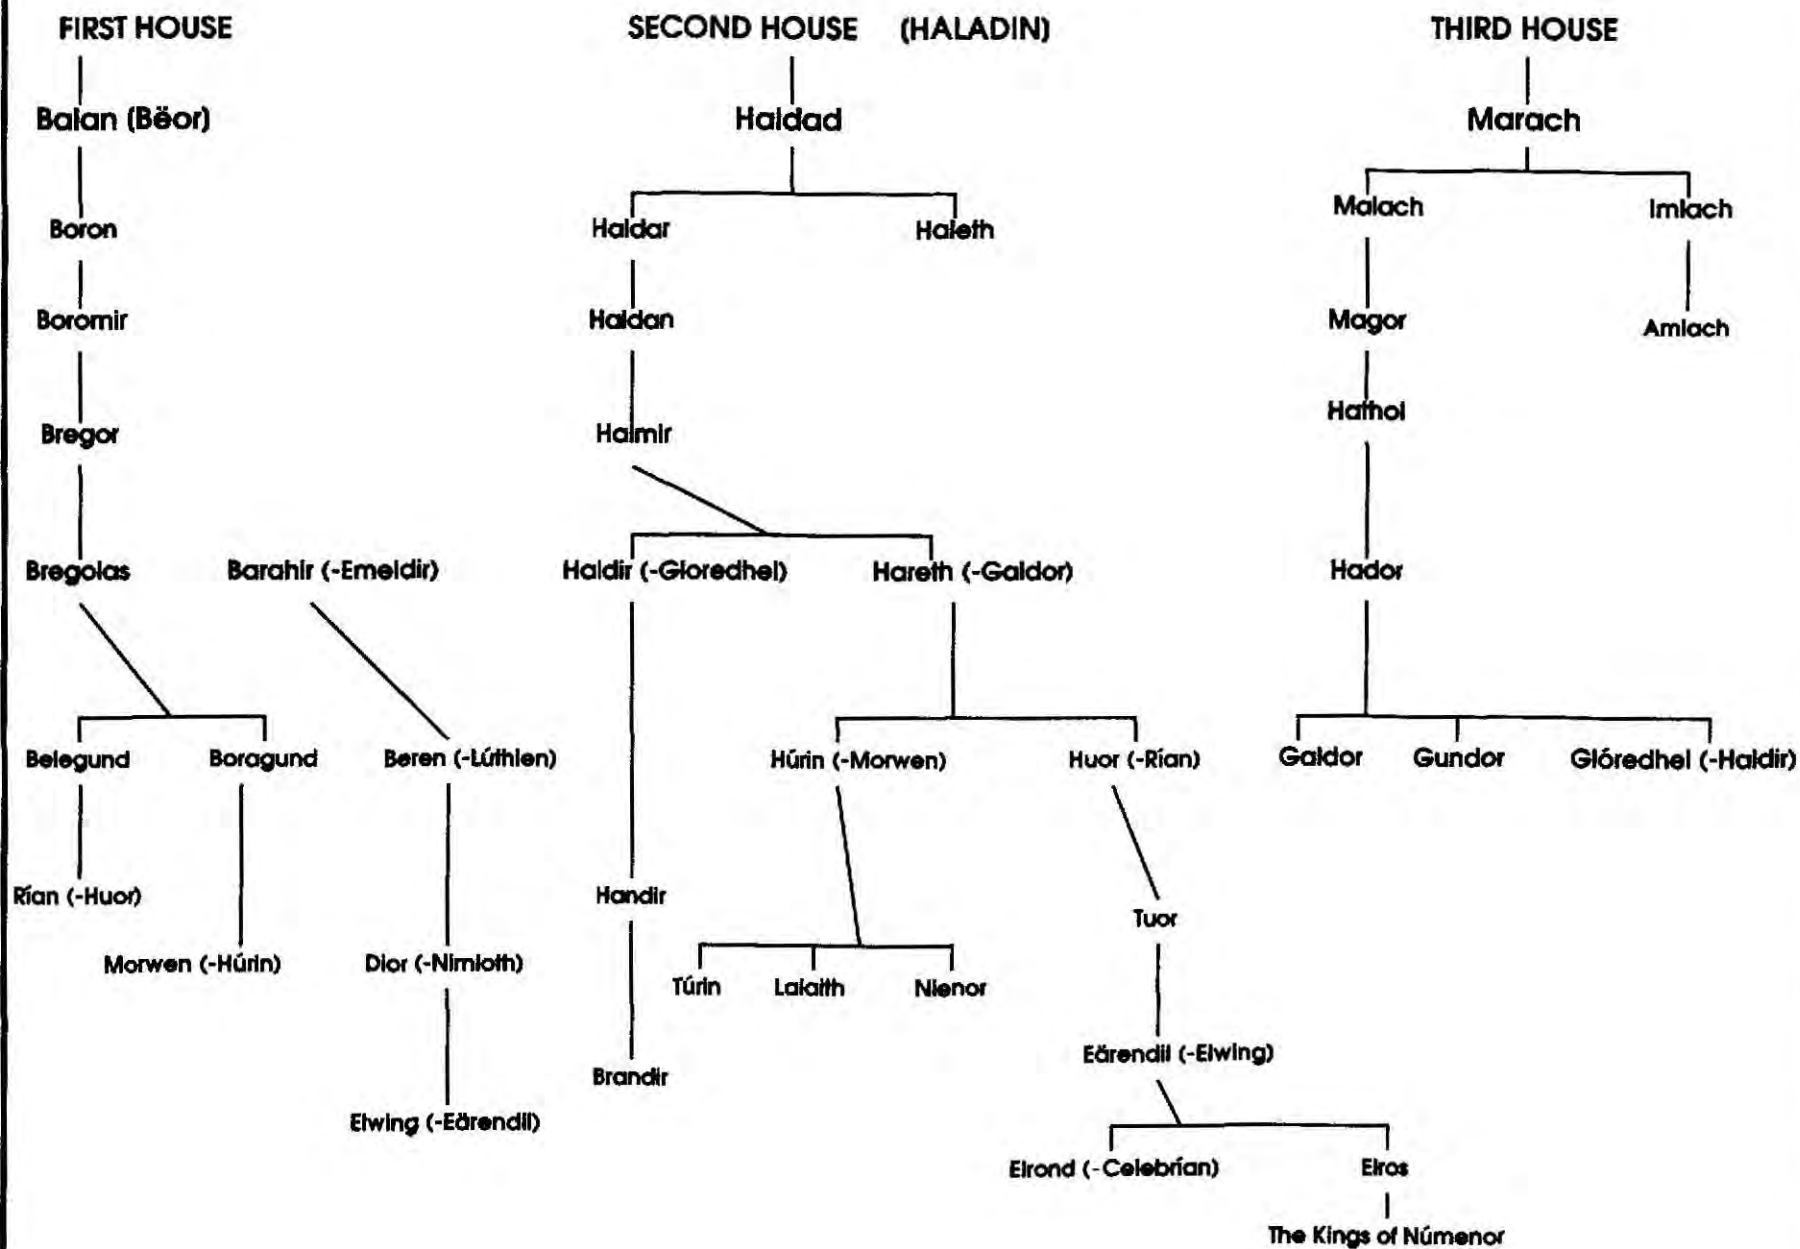 FIRST HOUSE
Balan (Bëor)
Boron
Boromir
Bregor
Bregolas
Barahir (-Emeldir)
Belegund
Boragund
Beren (-Lúthien)
Rían (-Huor)
Morwen (-Húrin)
Dior (-Nimloth)
Elwing (-Eärendil)
SECOND HOUSE (HALADIN)
Haldad
Haldar
Haleth
Haldan
Halmir
Haldir (-Gloredhel)
Hareth (-Galdor)
Húrin (-Morwen)
Huor (-Rían)
Handir
Tuor
Túrin
Lalaith
Nienor
Brandir
Eärendil (-Elwing)
Elrond (-Celebrían)
Elros
The Kings of Númenor
THIRD HOUSE
Marach
Malach
Imlach
Magor
Amlach
Hathol
Hador
Galdor
Gundor
Glóredhel (-Haldir)